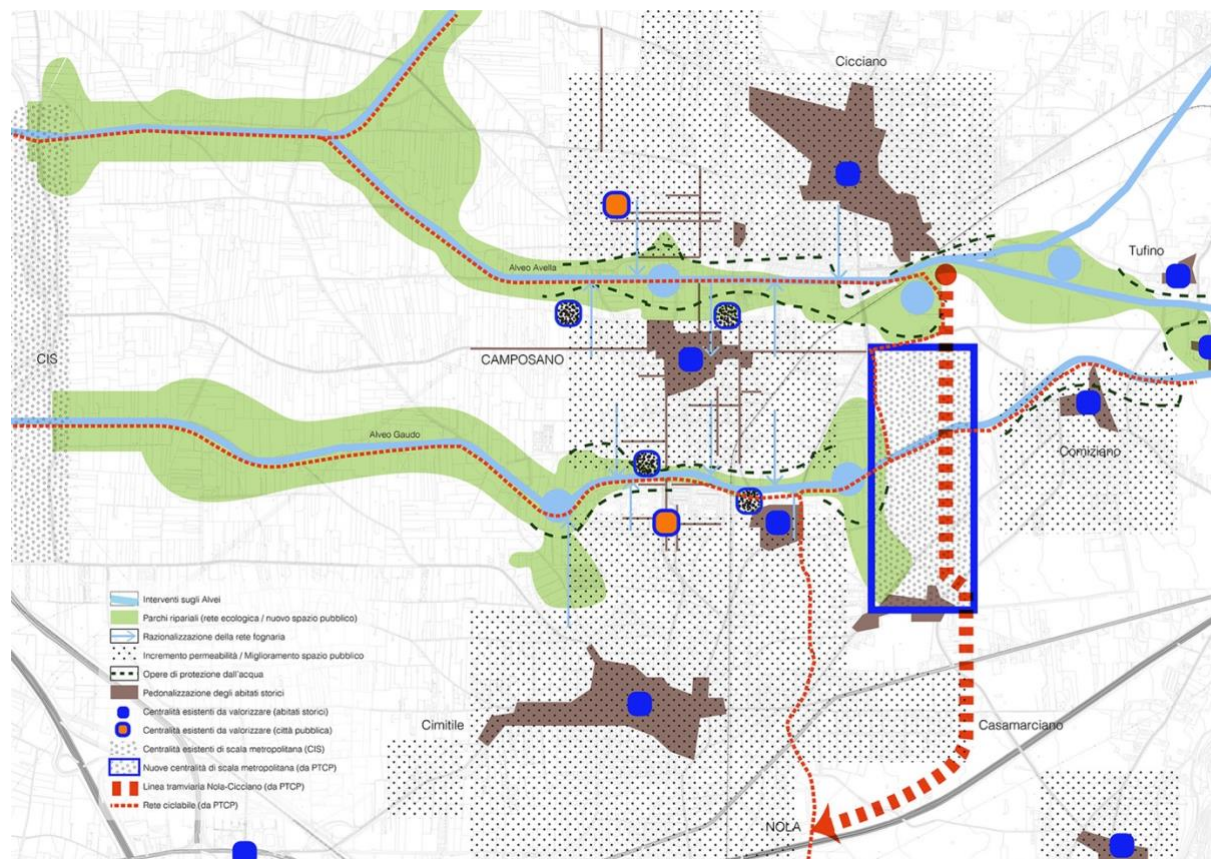 Cicciano
Tufino
Alveo Avella
CIS
CAMPOSANO
Alveo Gaudo
Comiziano
Interventi sugli Alvei
Parchi ripariali (rete ecologica / nuovo spazio pubblico)
Razionalizzazione della rete fognaria
Incremento permeabilità / Miglioramento spazio pubblico
Opere di protezione dall'acqua
Pedonalizzazione degli abitati storici
Centralità esistenti da valorizzare (abitati storici)
Centralità esistenti da valorizzare (città pubblica)
Centralità esistenti di scala metropolitana (CIS)
Nuove centralità di scala metropolitana (da PTCP)
Linea tramviaria Nola-Cicciano (da PTCP)
Rete ciclabile (da PTCP)
Cimitile
Casamarciano
NOLA